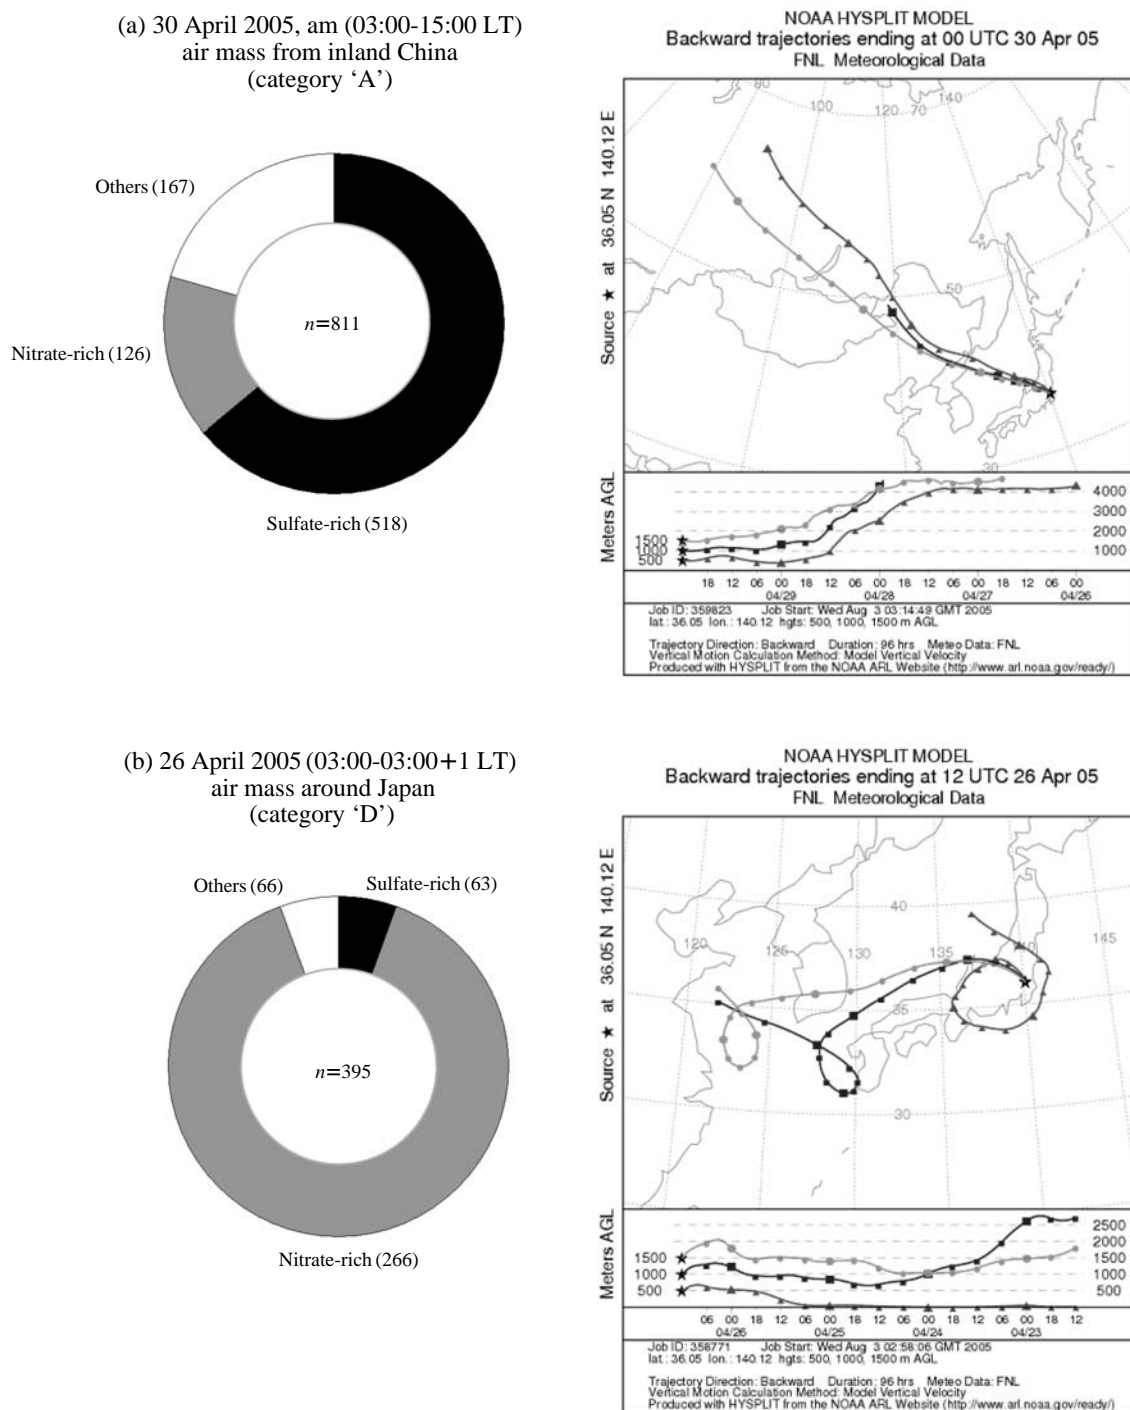 (a) 30 April 2005, am (03:00-15:00 LT)
air mass from inland China
(category ‘A’)
Others (167)
Nitrate-rich (126)
n=811
Sulfate-rich (518)
NOAA HYSPLIT MODEL
Backward trajectories ending at 00 UTC 30 Apr 05
FNL Meteorological Data
Source ★ at 36.05 N 140.12 E
80
100
120
70
140
50
30
Meters AGL
1500
1000
500
4000
3000
2000
1000
18 12 06 00 18 12 06 00 18 12 06 00 18 12 06 00
04/29 04/28 04/27 04/26
Job ID: 359823 Job Start: Wed Aug 3 03:14:49 GMT 2005
lat.: 36.05 lon.: 140.12 hgts: 500, 1000, 1500 m AGL
Trajectory Direction: Backward Duration: 96 hrs Meteo Data: FNL
Vertical Motion Calculation Method: Model Vertical Velocity
Produced with HYSPLIT from the NOAA ARL Website (http://www.arl.noaa.gov/ready/)
(b) 26 April 2005 (03:00-03:00+1 LT)
air mass around Japan
(category ‘D’)
Others (66)
Sulfate-rich (63)
n=395
Nitrate-rich (266)
NOAA HYSPLIT MODEL
Backward trajectories ending at 12 UTC 26 Apr 05
FNL Meteorological Data
Source ★ at 36.05 N 140.12 E
40
120
125
130
135
140
145
35
30
Meters AGL
1500
1000
500
2500
2000
1500
1000
500
06 00 18 12 06 00 18 12 06 00 18 12 06 00 18 12
04/26 04/25 04/24 04/23
Job ID: 358771 Job Start: Wed Aug 3 02:58:06 GMT 2005
lat.: 36.05 lon.: 140.12 hgts: 500, 1000, 1500 m AGL
Trajectory Direction: Backward Duration: 96 hrs Meteo Data: FNL
Vertical Motion Calculation Method: Model Vertical Velocity
Produced with HYSPLIT from the NOAA ARL Website (http://www.arl.noaa.gov/ready/)